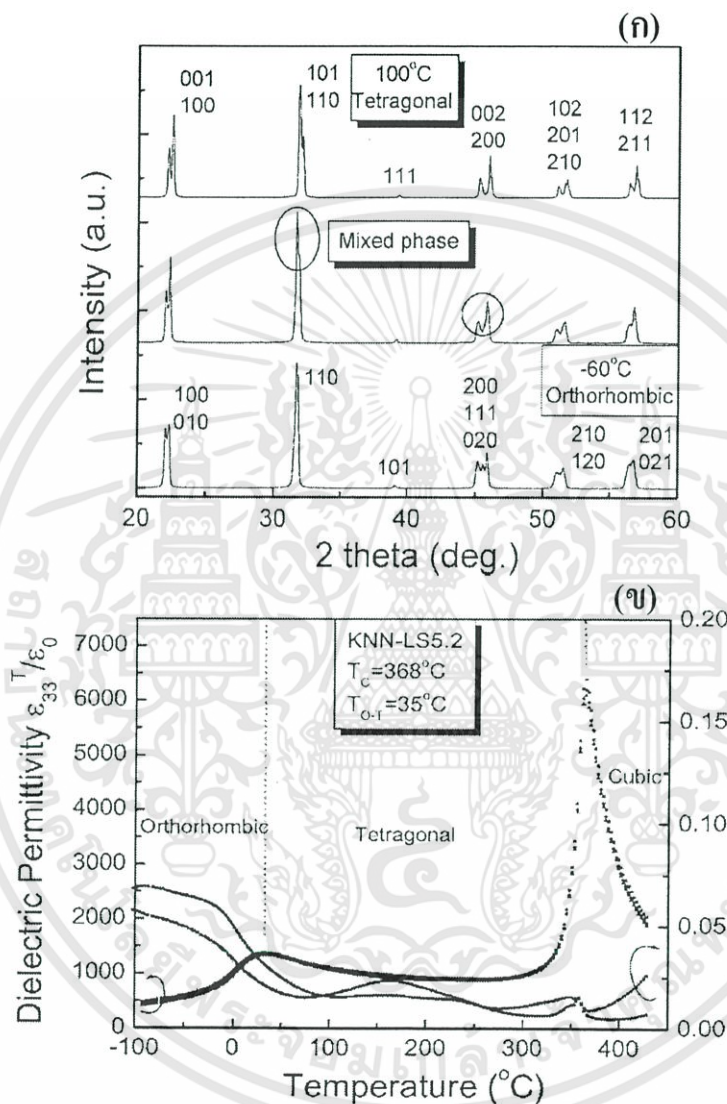 (ก)
100°C
Tetragonal
001
100
101
110
111
002
200
102
201
210
112
211
Mixed phase
-60°C
Orthorhombic
100
010
110
101
200
111
020
210
120
201
021
Intensity (a.u.)
20 30 40 50 60
2 theta (deg.)
(ข)
KNN-LS5.2
T_C=368°C
T_O-T=35°C
Orthorhombic
Tetragonal
Cubic
Dielectric Permittivity ε33^T/ε0
7000
6000
5000
4000
3000
2000
1000
0
0.20
0.15
0.10
0.05
0.00
-100 0 100 200 300 400
Temperature (°C)